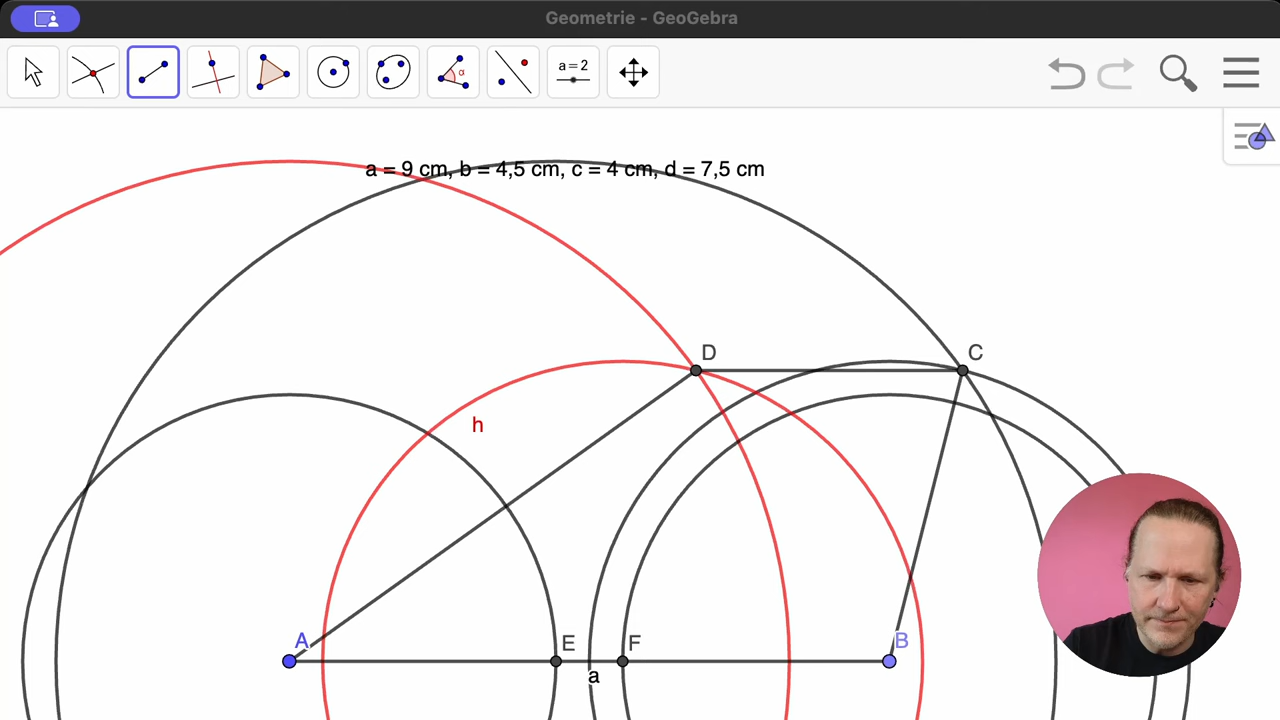 Geometrie - GeoGebra
α
a=2
a = 9 cm, b = 4,5 cm, c = 4 cm, d = 7,5 cm
D
C
h
A
E
F
B
a